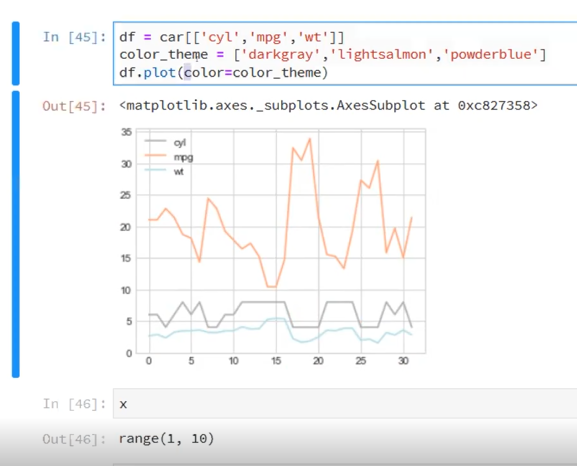 In [45]: df = car[['cyl','mpg','wt']]
color_theme = ['darkgray','lightsalmon','powderblue']
df.plot(color=color_theme)
Out[45]: <matplotlib.axes._subplots.AxesSubplot at 0xc827358>
35
cyl
mpg
30
wt
25
20
15
10
5
0
0 5 10 15 20 25 30
In [46]: x
Out[46]: range(1, 10)